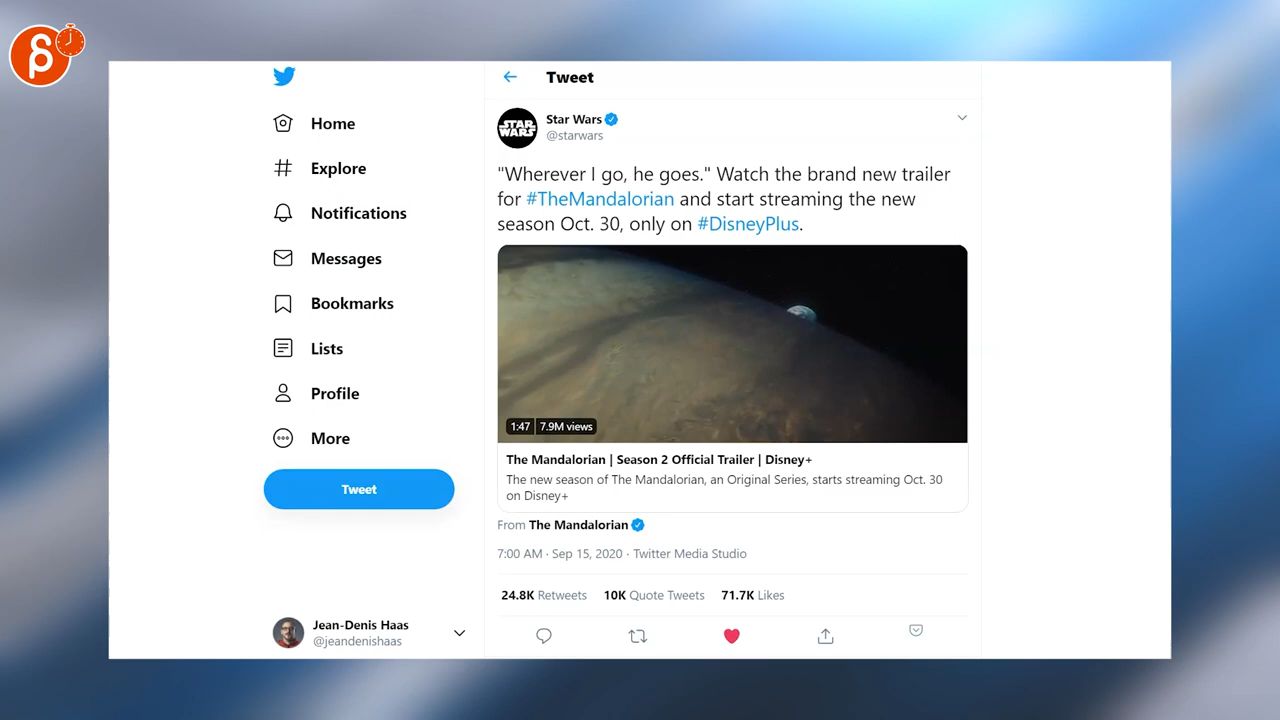 Home
Explore
Notifications
Messages
Bookmarks
Lists
Profile
More
Tweet
Jean-Denis Haas
@jeandenishaas
Tweet
STAR
WARS
Star Wars
@starwars
"Wherever I go, he goes." Watch the brand new trailer
for #TheMandalorian and start streaming the new
season Oct. 30, only on #DisneyPlus.
1:47 7.9M views
The Mandalorian | Season 2 Official Trailer | Disney+
The new season of The Mandalorian, an Original Series, starts streaming Oct. 30
on Disney+
From The Mandalorian
7:00 AM · Sep 15, 2020 · Twitter Media Studio
24.8K Retweets 10K Quote Tweets 71.7K Likes